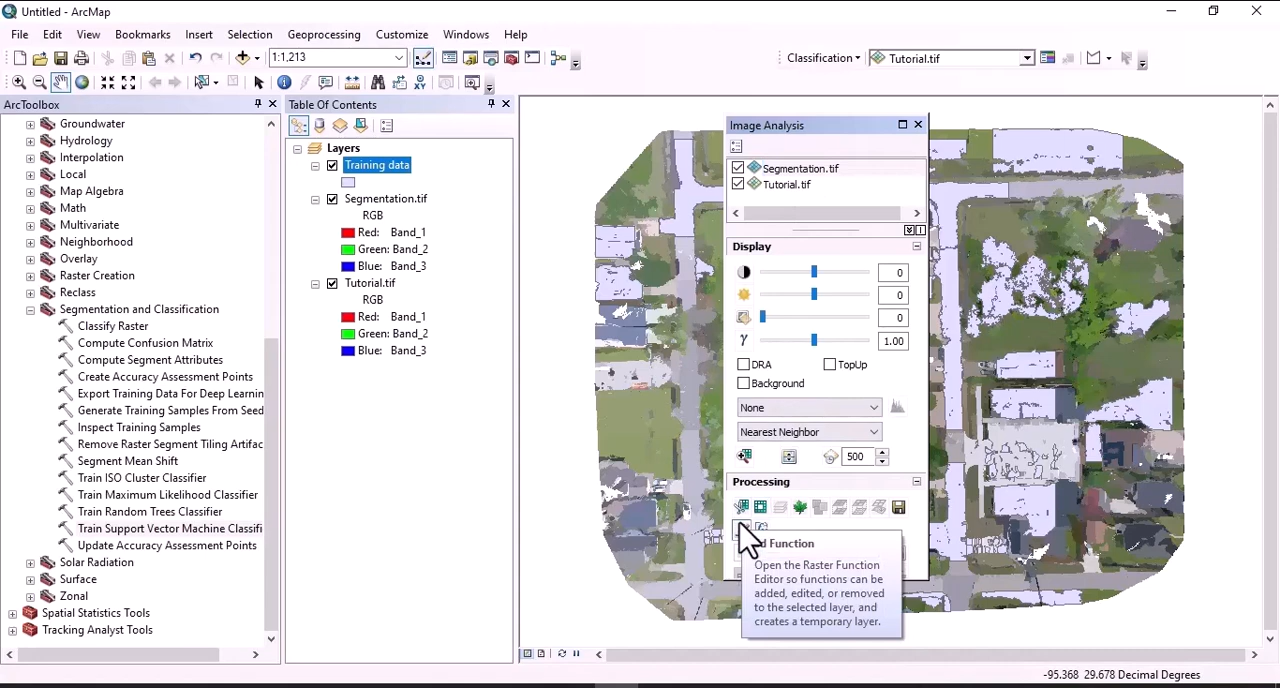 Untitled - ArcMap
File Edit View Bookmarks Insert Selection Geoprocessing Customize Windows Help
1:1,213
Classification
Tutorial.tif
ArcToolbox
Groundwater
Hydrology
Interpolation
Local
Map Algebra
Math
Multivariate
Neighborhood
Overlay
Raster Creation
Reclass
Segmentation and Classification
Classify Raster
Compute Confusion Matrix
Compute Segment Attributes
Create Accuracy Assessment Points
Export Training Data For Deep Learnin
Generate Training Samples From Seed
Inspect Training Samples
Remove Raster Segment Tiling Artifac
Segment Mean Shift
Train ISO Cluster Classifier
Train Maximum Likelihood Classifier
Train Random Trees Classifier
Train Support Vector Machine Classifi
Update Accuracy Assessment Points
Solar Radiation
Surface
Zonal
Spatial Statistics Tools
Tracking Analyst Tools
Table Of Contents
Layers
Training data
Segmentation.tif
RGB
Red: Band_1
Green: Band_2
Blue: Band_3
Tutorial.tif
RGB
Red: Band_1
Green: Band_2
Blue: Band_3
Image Analysis
Segmentation.tif
Tutorial.tif
Display
0
0
0
γ 1.00
DRA TopUp
Background
None
Nearest Neighbor
500
Processing
d Function
Open the Raster Function
Editor so functions can be
added, edited, or removed
to the selected layer, and
creates a temporary layer.
-95.368 29.678 Decimal Degrees